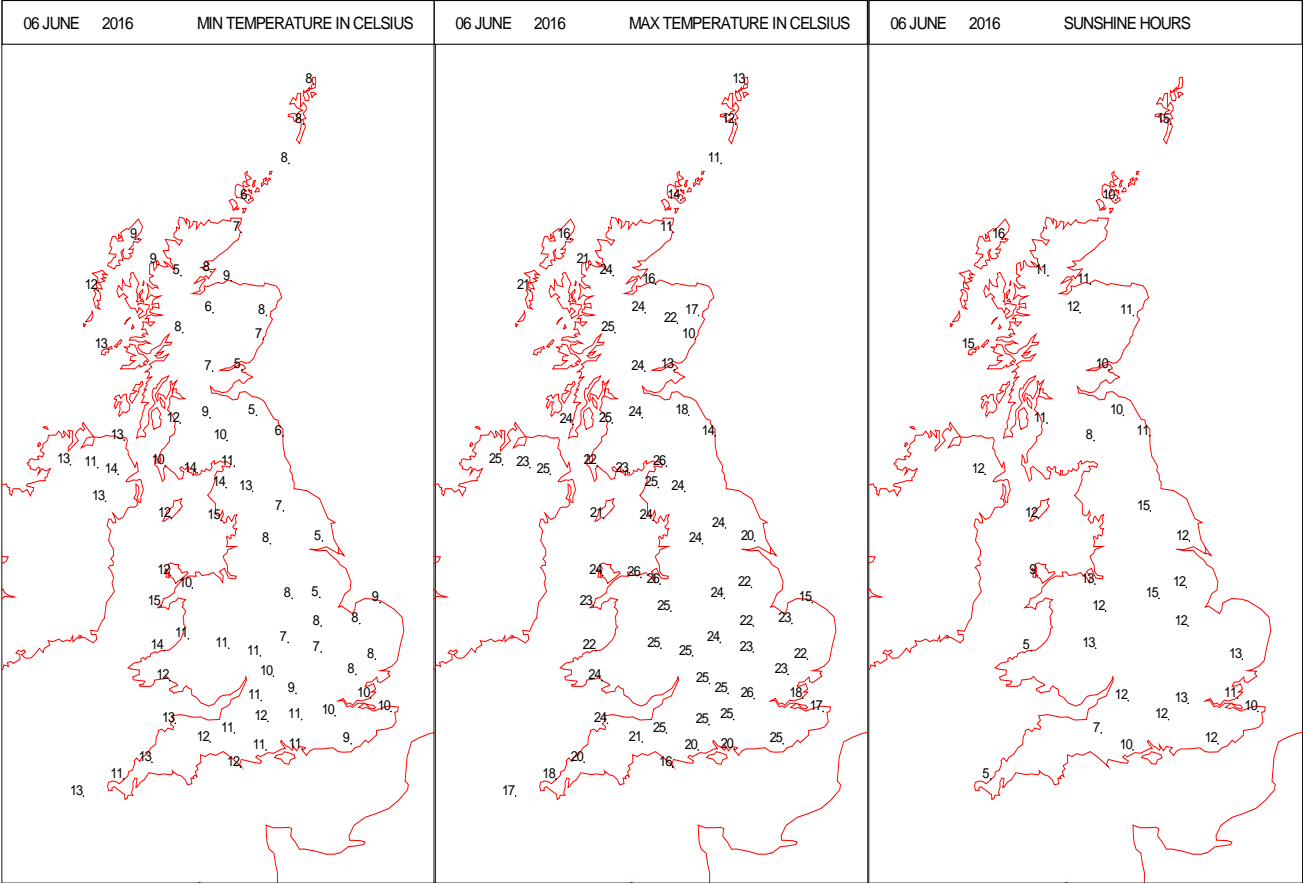 06 JUNE 2016 MIN TEMPERATURE IN CELSIUS
8
8
8
6
7
9
9
5 8 9
12
6 8
8 7
13
7 5
12 9 5
13 10 6
13 11 14 10 14 11
14 13
13
12 15 7
8 5
12 10
15 8 5 9
8 8
14 11 11 11 7 7 8
12 10 8
11 9 10 10
13 11 12 11 10
12 11 11 9
13 12
11
13
06 JUNE 2016 MAX TEMPERATURE IN CELSIUS
13
12
11
14
11
16
21 24 16
21
24 22 17
25 10
24 13
24 25 24 18
14
25 23 25 22 23 26
25 24
21 24 24
24 20
24 26 26
23 25 24 22 15
22 23
22 25 25 24 23 22
24 25 25 26 23 18 17
24 25 25 25
21 20 20 25
20 16
18
17
06 JUNE 2016 SUNSHINE HOURS
15
10
16
11 11
12 11
15
10
11 10
8 11
12
12 15
12
9 13 15 12
12 12
5 13 13
12 13 11 10
7 12
10 12
5